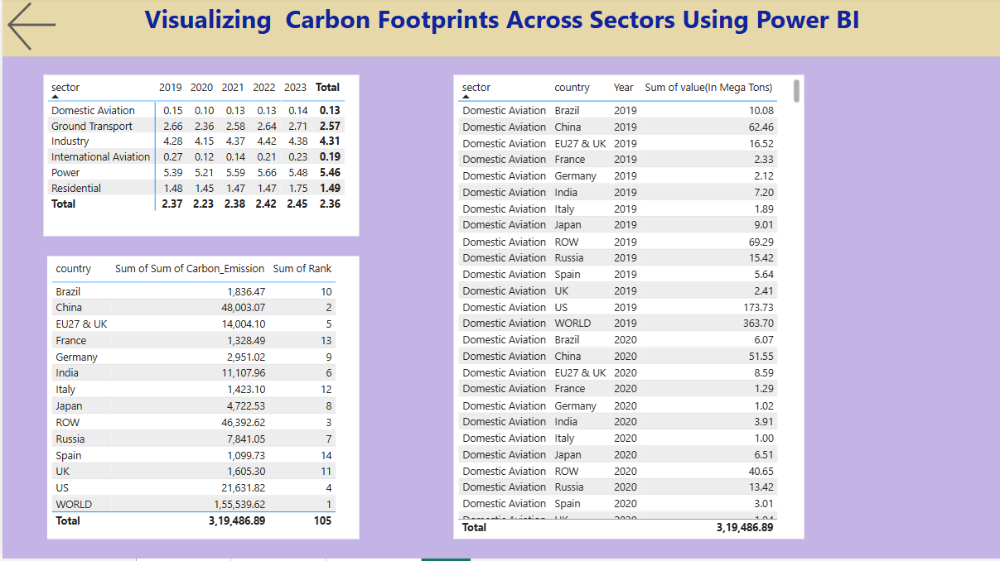 Visualizing Carbon Footprints Across Sectors Using Power BI
sector 2019 2020 2021 2022 2023 Total
Domestic Aviation 0.15 0.10 0.13 0.13 0.14 0.13
Ground Transport 2.66 2.36 2.58 2.64 2.71 2.57
Industry 4.28 4.15 4.37 4.42 4.38 4.31
International Aviation 0.27 0.12 0.14 0.21 0.23 0.19
Power 5.39 5.21 5.59 5.66 5.48 5.46
Residential 1.48 1.45 1.47 1.47 1.75 1.49
Total 2.37 2.23 2.38 2.42 2.45 2.36
country Sum of Sum of Carbon_Emission Sum of Rank
Brazil 1,836.47 10
China 48,003.07 2
EU27 & UK 14,004.10 5
France 1,328.49 13
Germany 2,951.02 9
India 11,107.96 6
Italy 1,423.10 12
Japan 4,722.53 8
ROW 46,392.62 3
Russia 7,841.05 7
Spain 1,099.73 14
UK 1,605.30 11
US 21,631.82 4
WORLD 1,55,539.62 1
Total 3,19,486.89 105
sector country Year Sum of value(In Mega Tons)
Domestic Aviation Brazil 2019 10.08
Domestic Aviation China 2019 62.46
Domestic Aviation EU27 & UK 2019 16.52
Domestic Aviation France 2019 2.33
Domestic Aviation Germany 2019 2.12
Domestic Aviation India 2019 7.20
Domestic Aviation Italy 2019 1.89
Domestic Aviation Japan 2019 9.01
Domestic Aviation ROW 2019 69.29
Domestic Aviation Russia 2019 15.42
Domestic Aviation Spain 2019 5.64
Domestic Aviation UK 2019 2.41
Domestic Aviation US 2019 173.73
Domestic Aviation WORLD 2019 363.70
Domestic Aviation Brazil 2020 6.07
Domestic Aviation China 2020 51.55
Domestic Aviation EU27 & UK 2020 8.59
Domestic Aviation France 2020 1.29
Domestic Aviation Germany 2020 1.02
Domestic Aviation India 2020 3.91
Domestic Aviation Italy 2020 1.00
Domestic Aviation Japan 2020 6.51
Domestic Aviation ROW 2020 40.65
Domestic Aviation Russia 2020 13.42
Domestic Aviation Spain 2020 3.01
Domestic Aviation UK 2020
Total 3,19,486.89